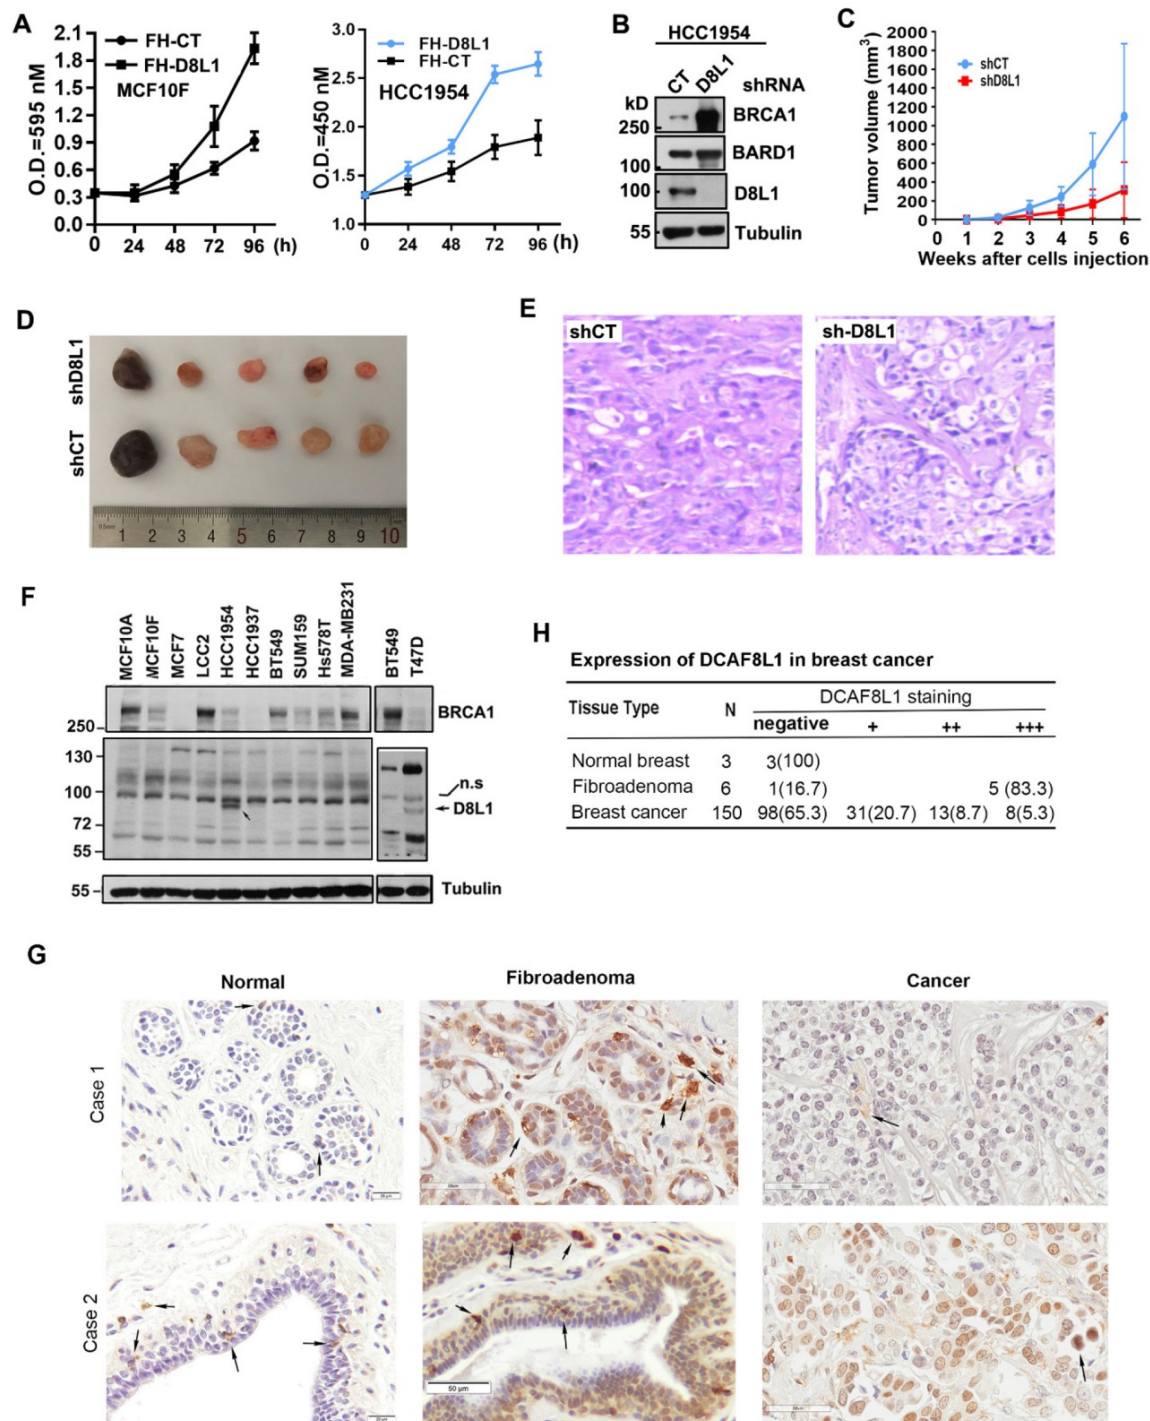 A
2.1
1.8
1.5
1.2
0.9
0.6
0.3
0.0
O.D.=595 nM
FH-CT
FH-D8L1
MCF10F
0 24 48 72 96 (h)
3.0
2.5
2.0
1.5
1.0
O.D.=450 nM
FH-D8L1
FH-CT
HCC1954
0 24 48 72 96 (h)
B
HCC1954
CT D8L1 shRNA
kD
250
BRCA1
100
BARD1
100
D8L1
55
Tubulin
C
Tumor volume (mm3)
2000
1800
1600
1400
1200
1000
800
600
400
200
0
shCT
shD8L1
0 1 2 3 4 5 6
Weeks after cells injection
D
shD8L1
shCT
1 2 3 4 5 6 7 8 9 10
E
shCT
sh-D8L1
F
MCF10A MCF10F MCF7 LCC2 HCC1954 HCC1937 BT549 SUM159 Hs578T MDA-MB231 BT549 T47D
250
BRCA1
130
100
72
55
n.s
D8L1
55
Tubulin
H
Expression of DCAF8L1 in breast cancer
Tissue Type N DCAF8L1 staining
negative + ++ +++
Normal breast 3 3(100)
Fibroadenoma 6 1(16.7) 5 (83.3)
Breast cancer 150 98(65.3) 31(20.7) 13(8.7) 8(5.3)
G
Normal Fibroadenoma Cancer
Case 1
Case 2
50 µm